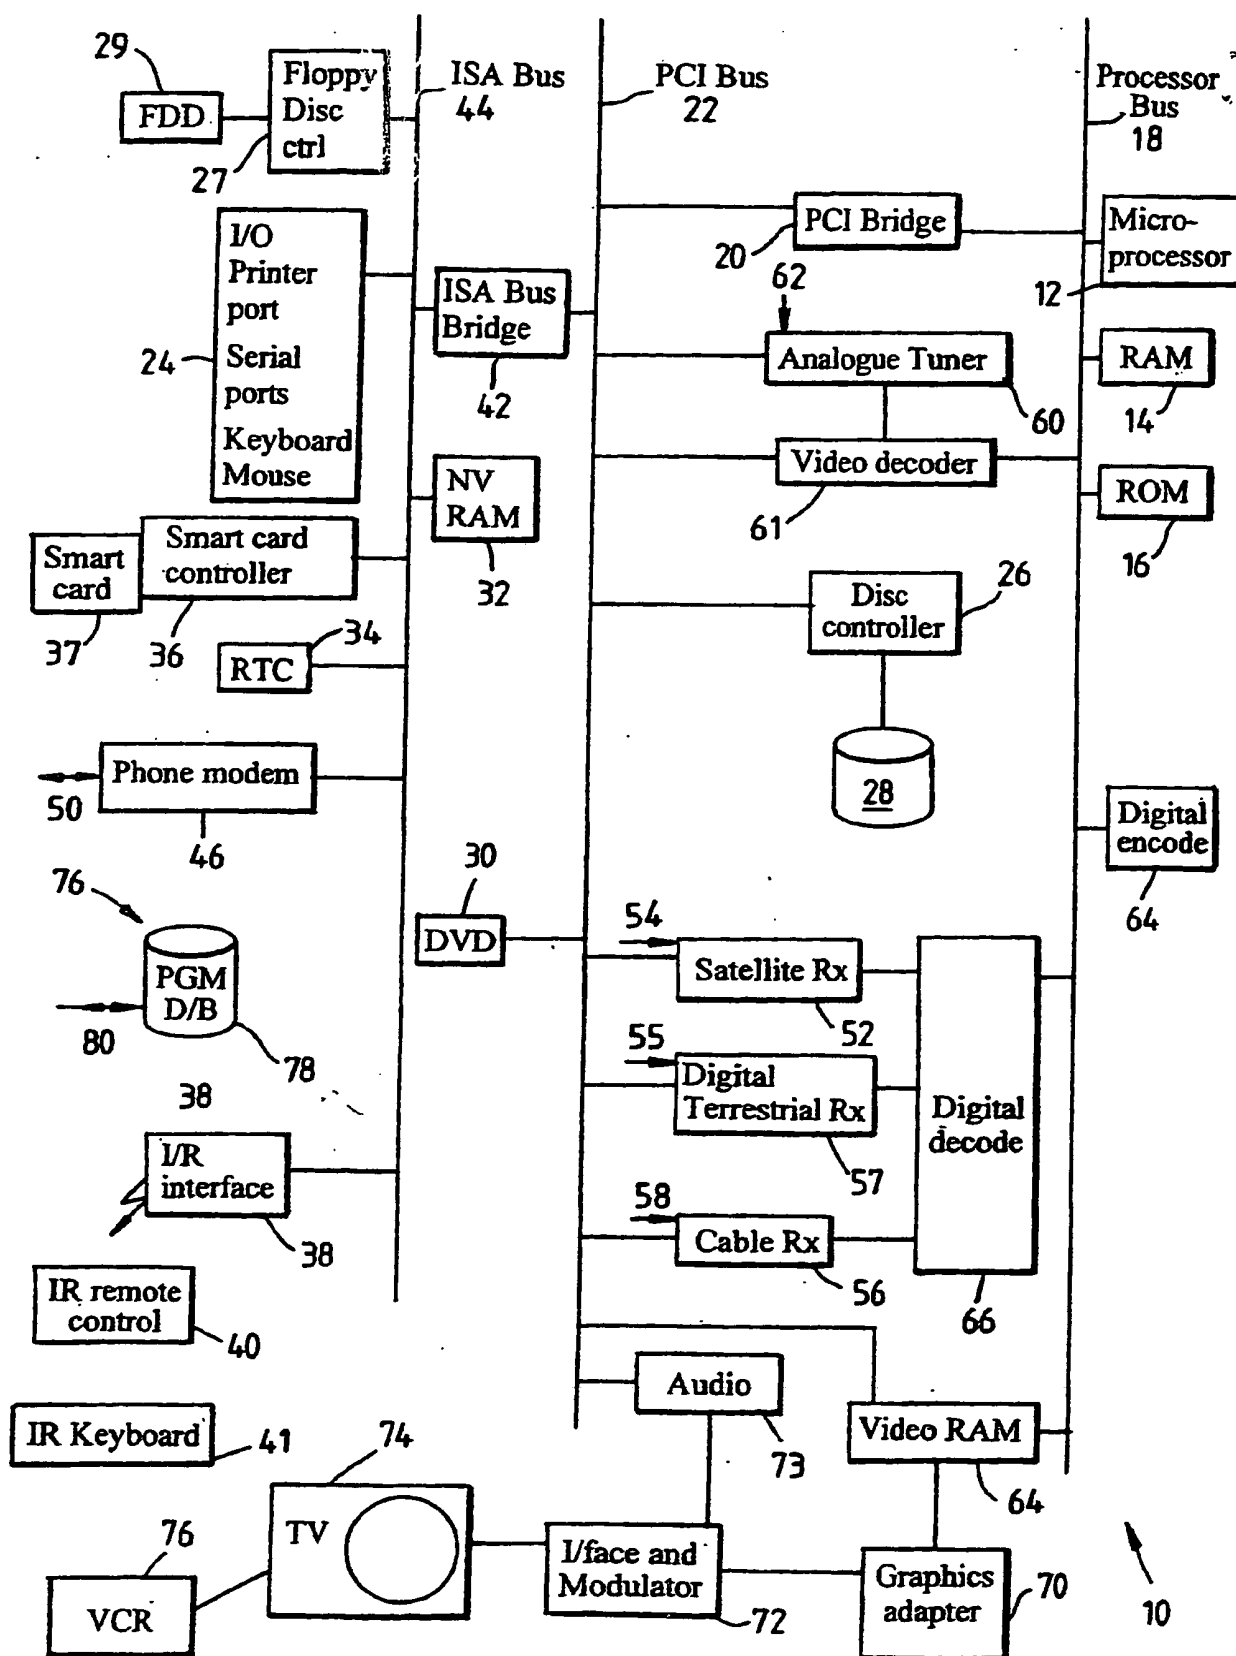 29
FDD
Floppy
Disc
ctrl
27
ISA Bus
44
PCI Bus
22
Processor
Bus
18
I/O
Printer
port
Serial
ports
Keyboard
Mouse
24
ISA Bus
Bridge
42
PCI Bridge
20
Micro-
processor
12
62
Analogue Tuner
60
RAM
14
Video decoder
61
ROM
16
NV
RAM
32
Smart card
controller
36
Smart
card
37
34
RTC
Disc
controller
26
28
Phone modem
50
46
Digital
encode
64
76
PGM
D/B
80
78
30
DVD
54
Satellite Rx
52
55
Digital
Terrestrial Rx
57
58
Cable Rx
56
Digital
decode
66
38
I/R
interface
38
IR remote
control
40
IR Keyboard
41
Audio
73
Video RAM
64
74
TV
76
VCR
I/face and
Modulator
72
Graphics
adapter
70
10